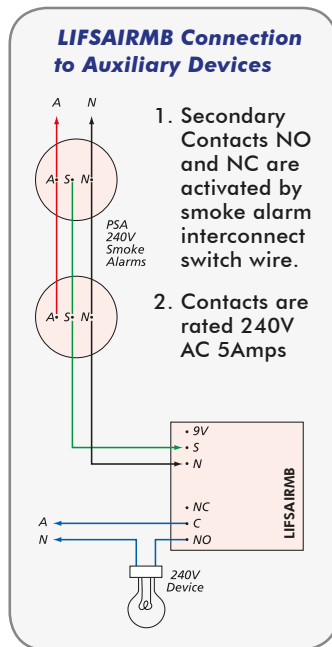 LIFSAIRMB Connection
to Auxiliary Devices
A N
1. Secondary
Contacts NO
and NC are
activated by
smoke alarm
interconnect
switch wire.
A S N
PSA
240V
Smoke
Alarms
2. Contacts are
rated 240V
AC 5Amps
A S N
• 9V
• S
• N
LIFSAIRMB
• NC
A • C
N • NO
240V
Device